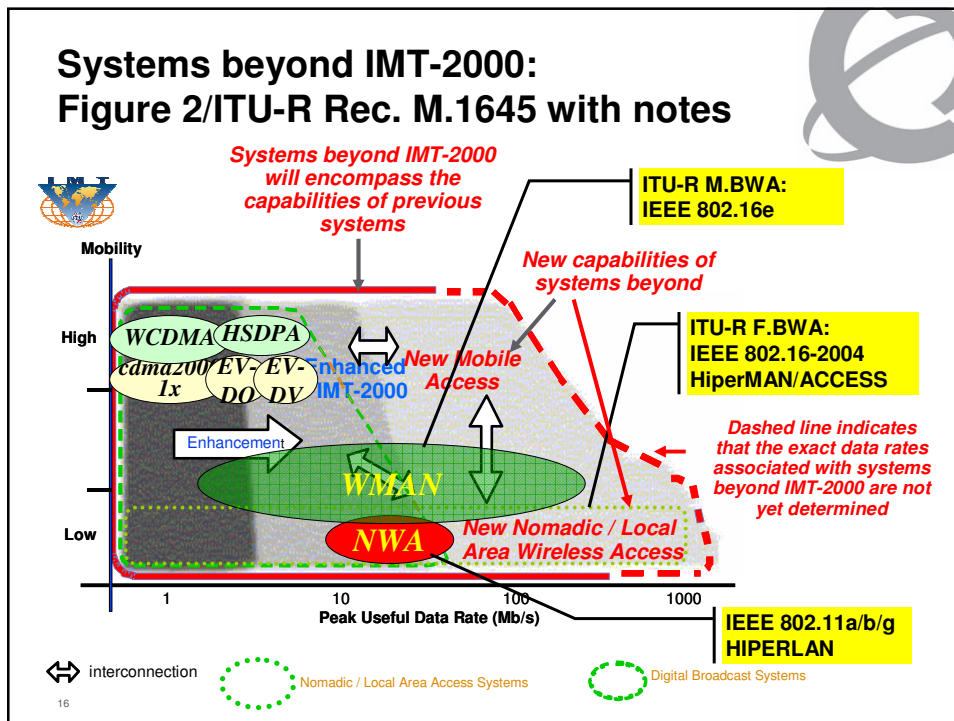 Systems beyond IMT-2000:
Figure 2/ITU-R Rec. M.1645 with notes
Systems beyond IMT-2000
will encompass the
capabilities of previous
systems
ITU-R M.BWA:
IEEE 802.16e
IMT
Mobility
New capabilities of
systems beyond
High
WCDMA
HSDPA
ITU-R F.BWA:
IEEE 802.16-2004
HiperMAN/ACCESS
cdma200
1x
EV-
DO
EV-
DV
Enhanced
IMT-2000
New Mobile
Access
Enhancement
Dashed line indicates
that the exact data rates
associated with systems
beyond IMT-2000 are not
yet determined
WMAN
Low
NWA
New Nomadic / Local
Area Wireless Access
1
10
100
1000
Peak Useful Data Rate (Mb/s)
IEEE 802.11a/b/g
HIPERLAN
interconnection
Nomadic / Local Area Access Systems
Digital Broadcast Systems
16